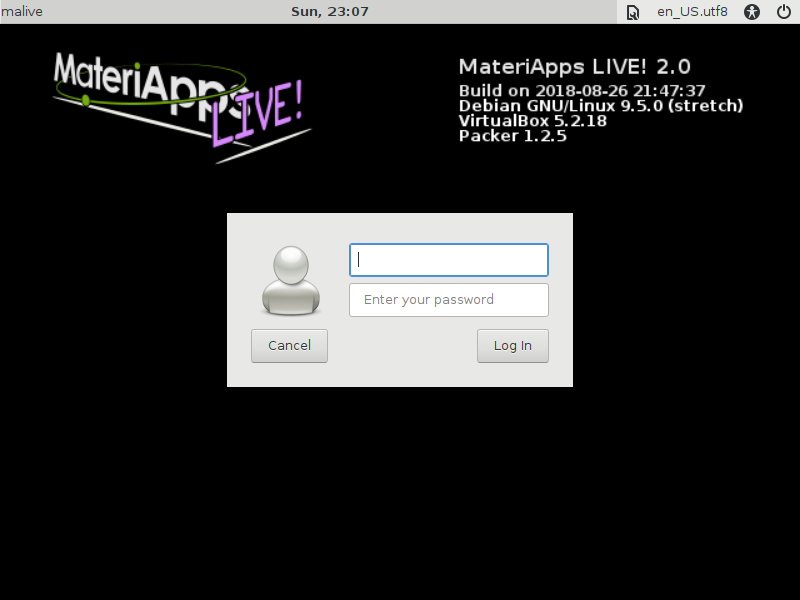 malive
Sun, 23:07
en_US.utf8
MateriApps
LIVE!
MateriApps LIVE! 2.0
Build on 2018-08-26 21:47:37
Debian GNU/Linux 9.5.0 (stretch)
VirtualBox 5.2.18
Packer 1.2.5
Enter your password
Cancel
Log In